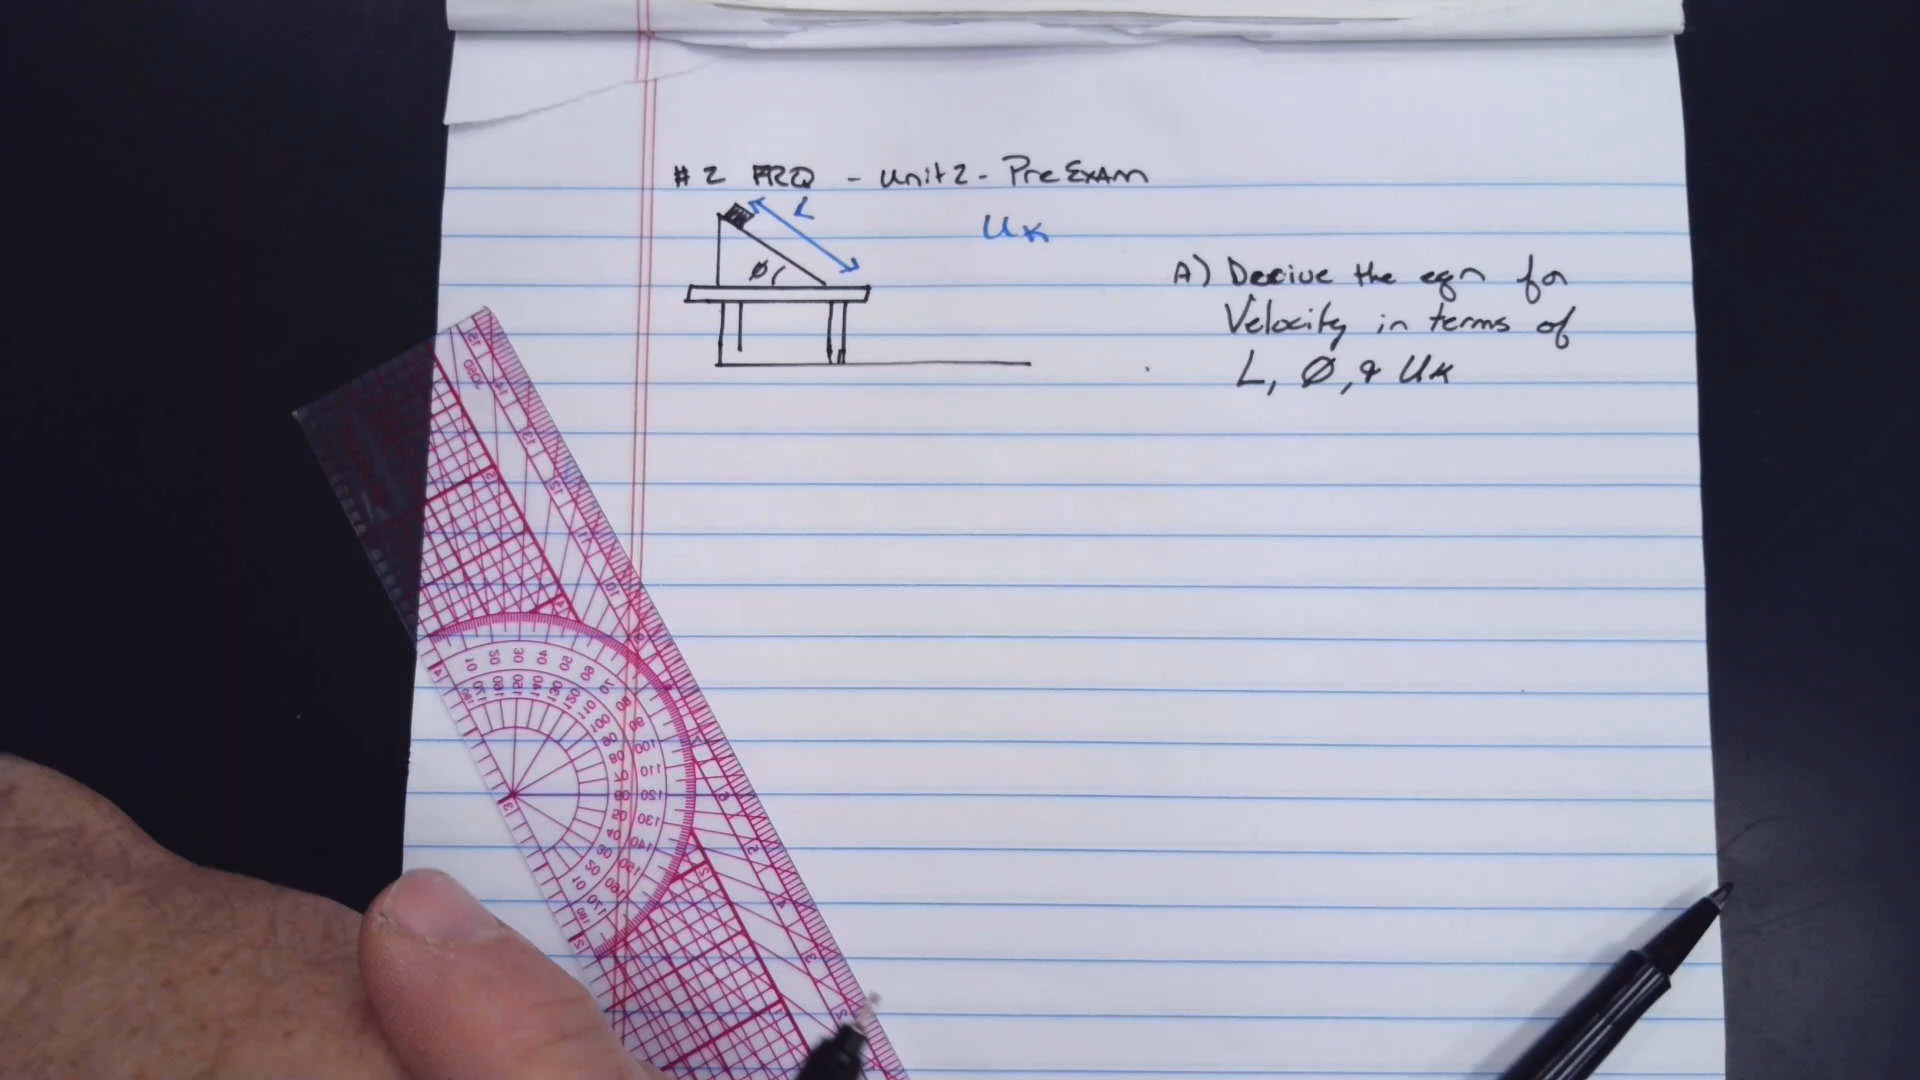 #2 FRQ - Unit 2 - Pre Exam
L
Uk
ø
A) Derive the eqn for
Velocity in terms of
L, Ø, & Uk